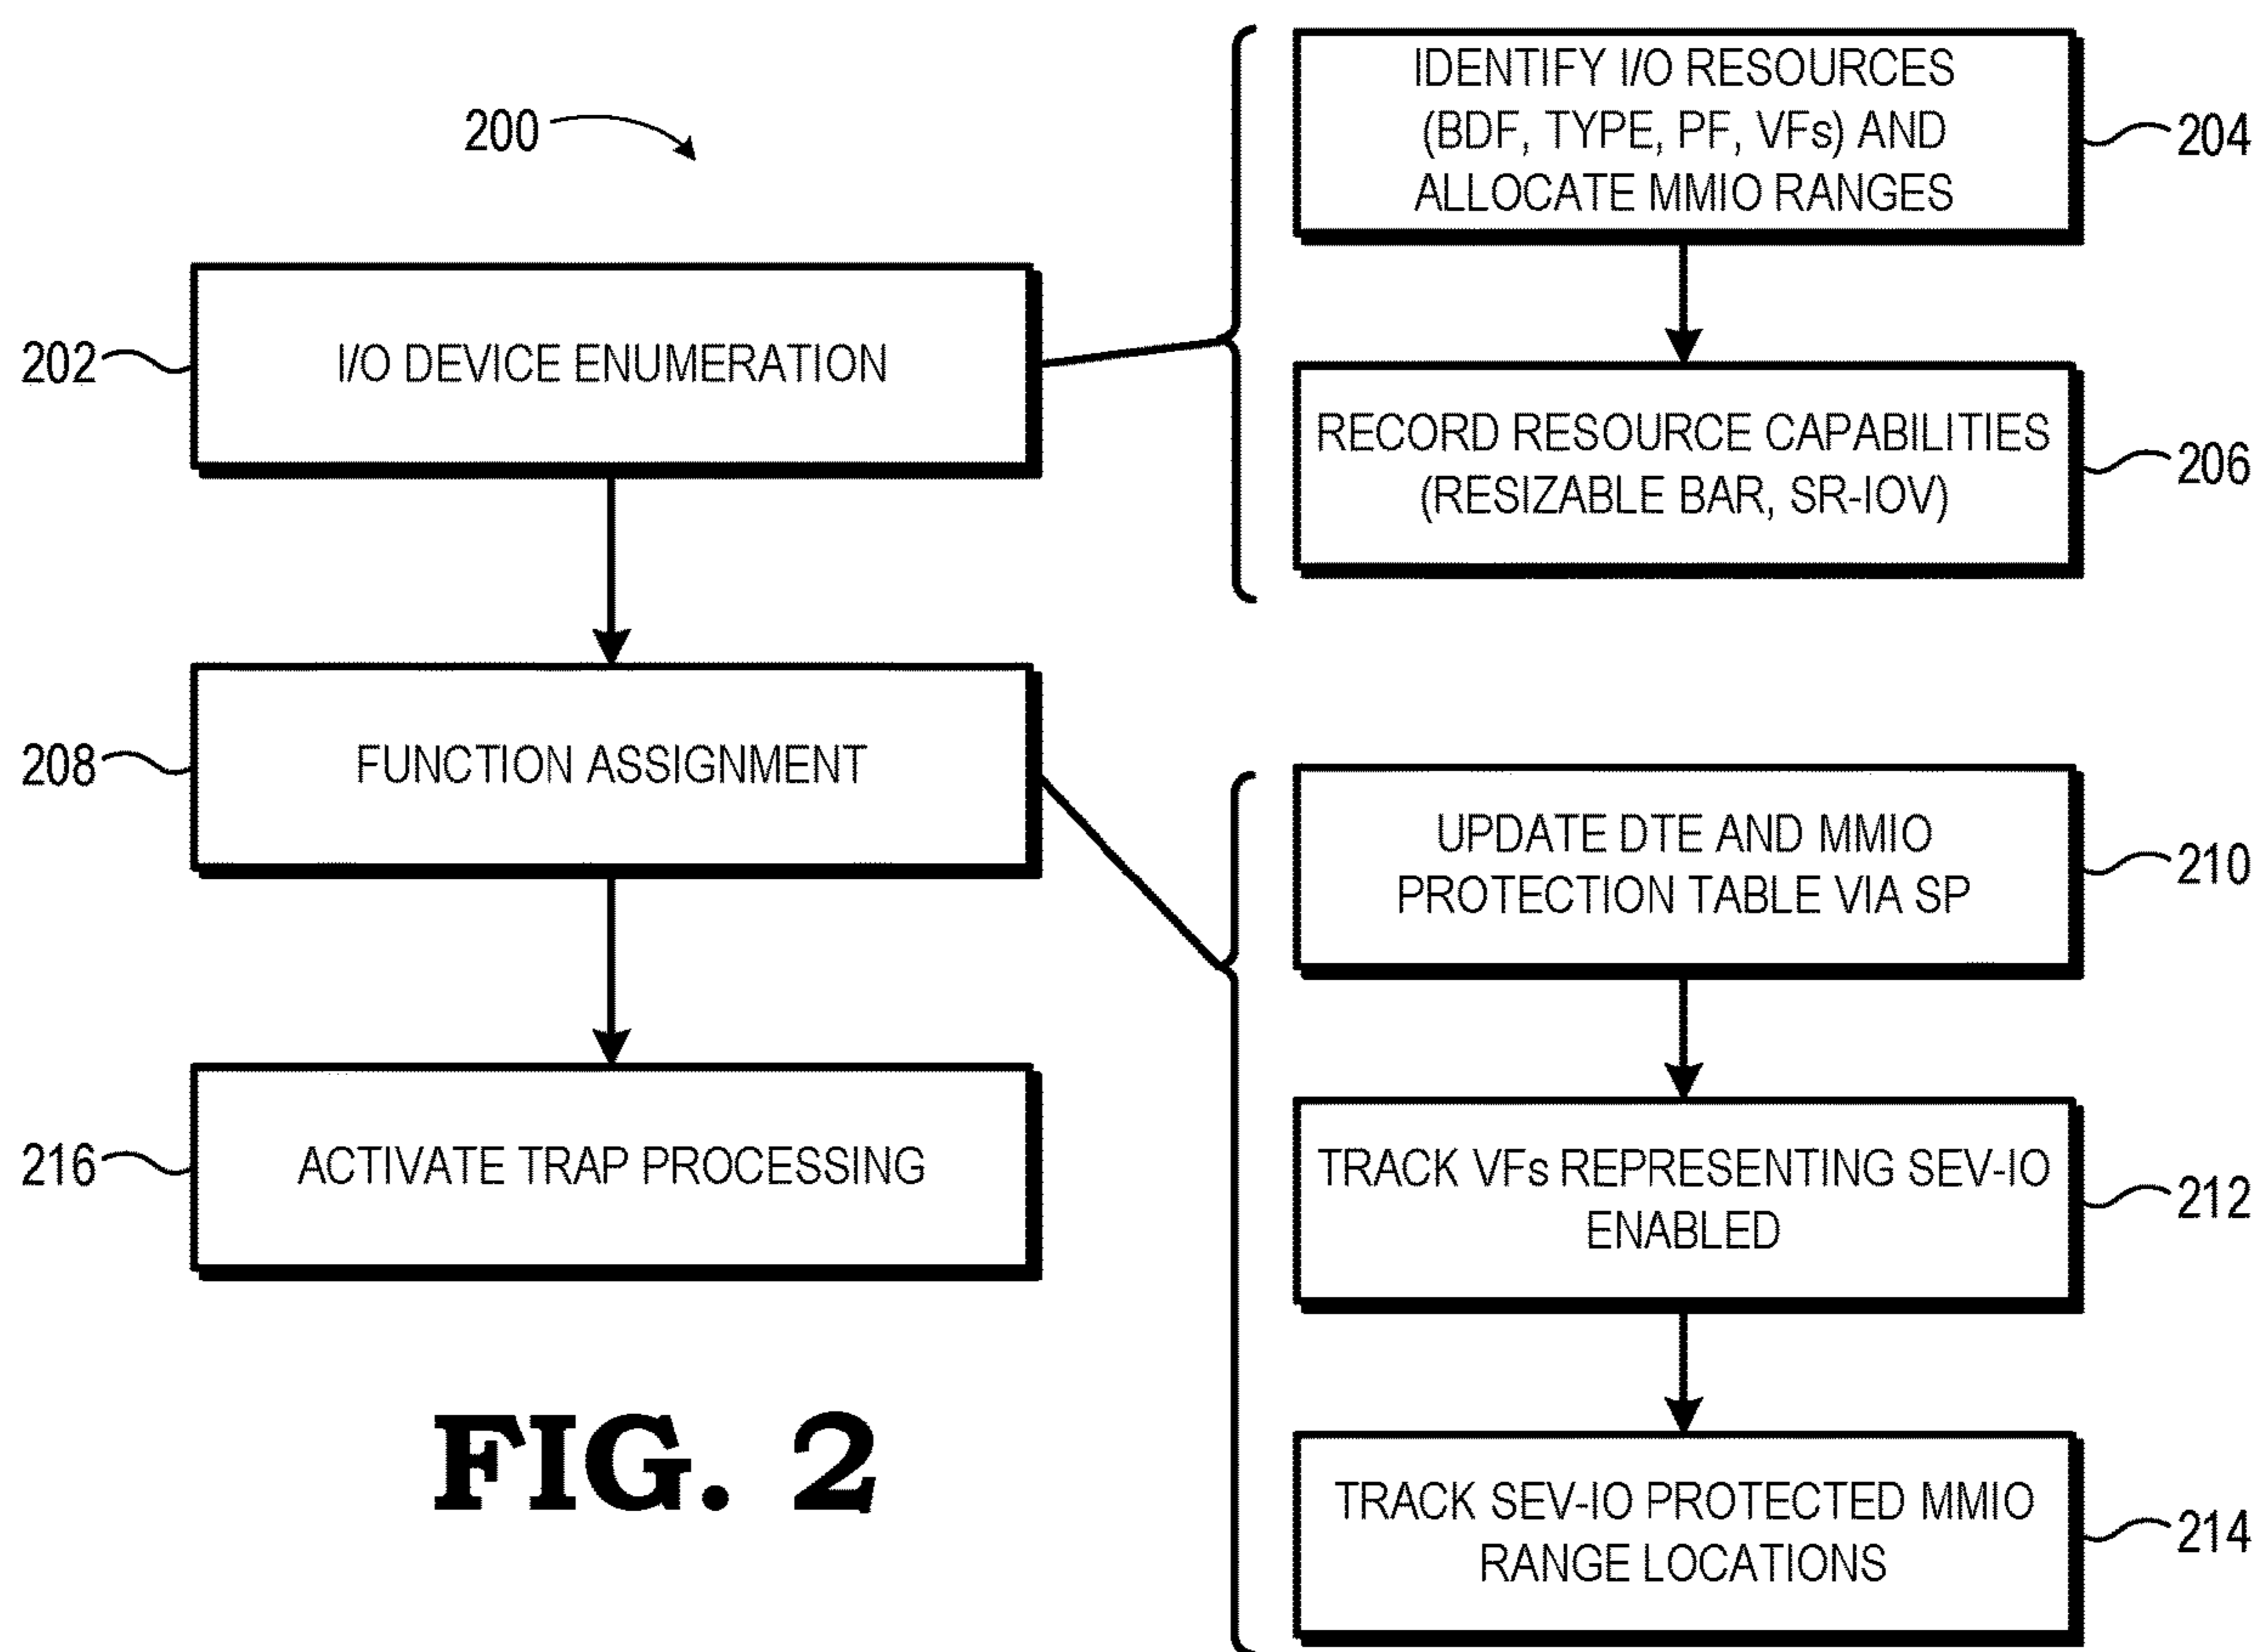 200
202
I/O DEVICE ENUMERATION
208
FUNCTION ASSIGNMENT
216
ACTIVATE TRAP PROCESSING
IDENTIFY I/O RESOURCES
(BDF, TYPE, PF, VFs) AND
ALLOCATE MMIO RANGES
204
RECORD RESOURCE CAPABILITIES
(RESIZABLE BAR, SR-IOV)
206
UPDATE DTE AND MMIO
PROTECTION TABLE VIA SP
210
TRACK VFs REPRESENTING SEV-IO
ENABLED
212
TRACK SEV-IO PROTECTED MMIO
RANGE LOCATIONS
214
FIG. 2